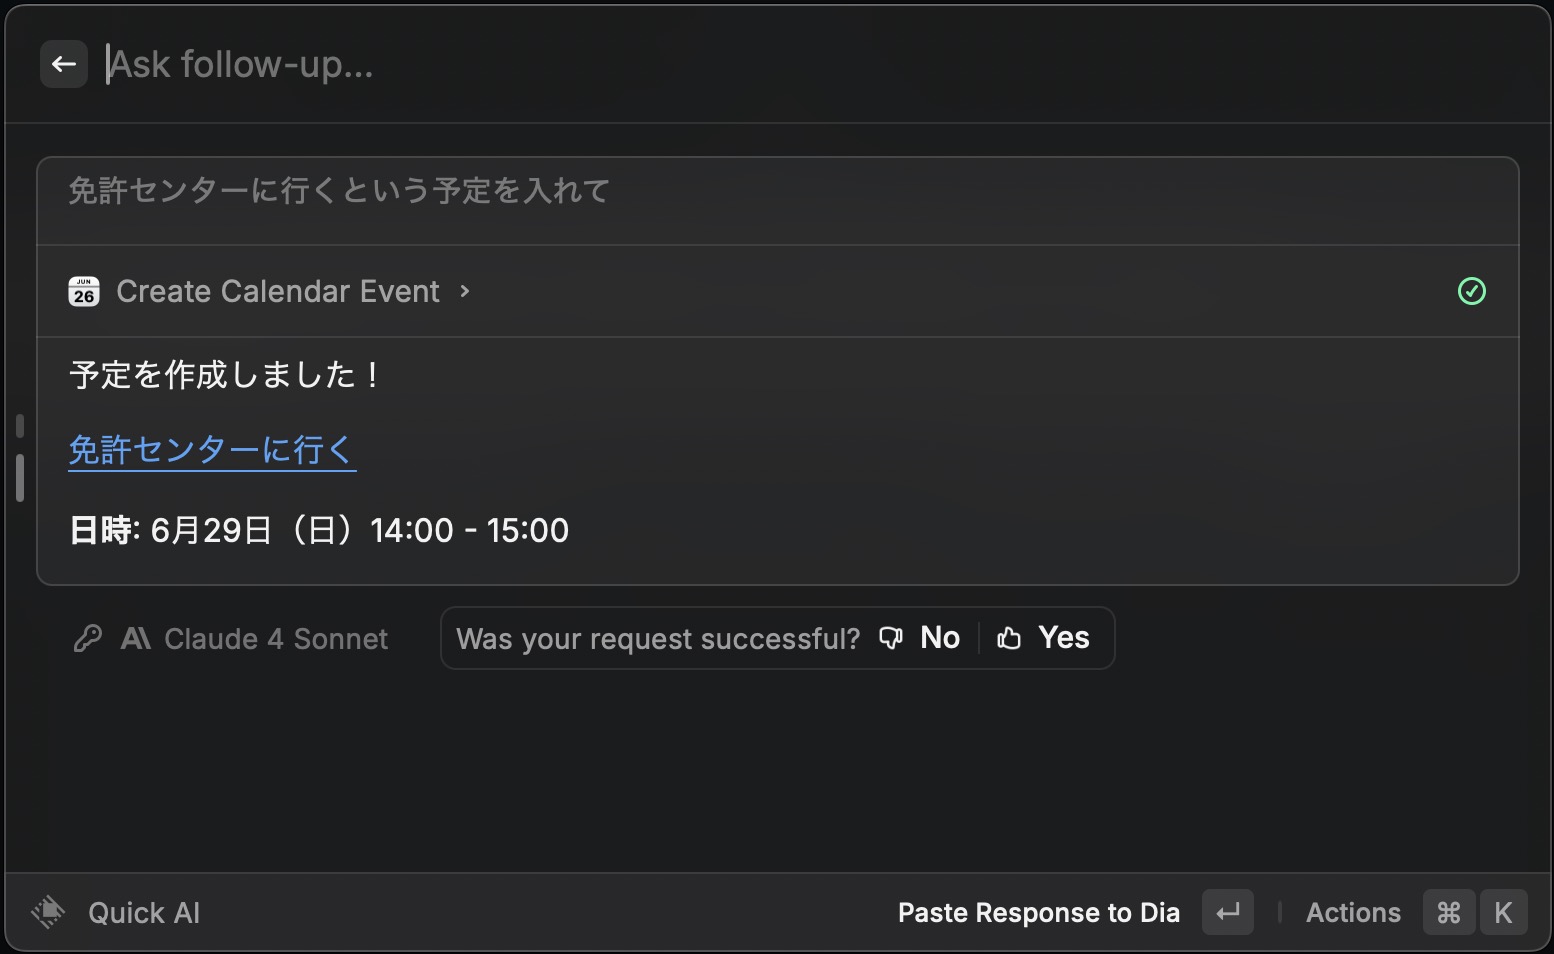 Ask follow-up...
免許センターに行くという予定を入れて
JUN
26
Create Calendar Event
予定を作成しました！
免許センターに行く
日時: 6月29日（日）14:00 - 15:00
Claude 4 Sonnet
Was your request successful? No Yes
Quick AI
Paste Response to Dia
Actions ⌘ K